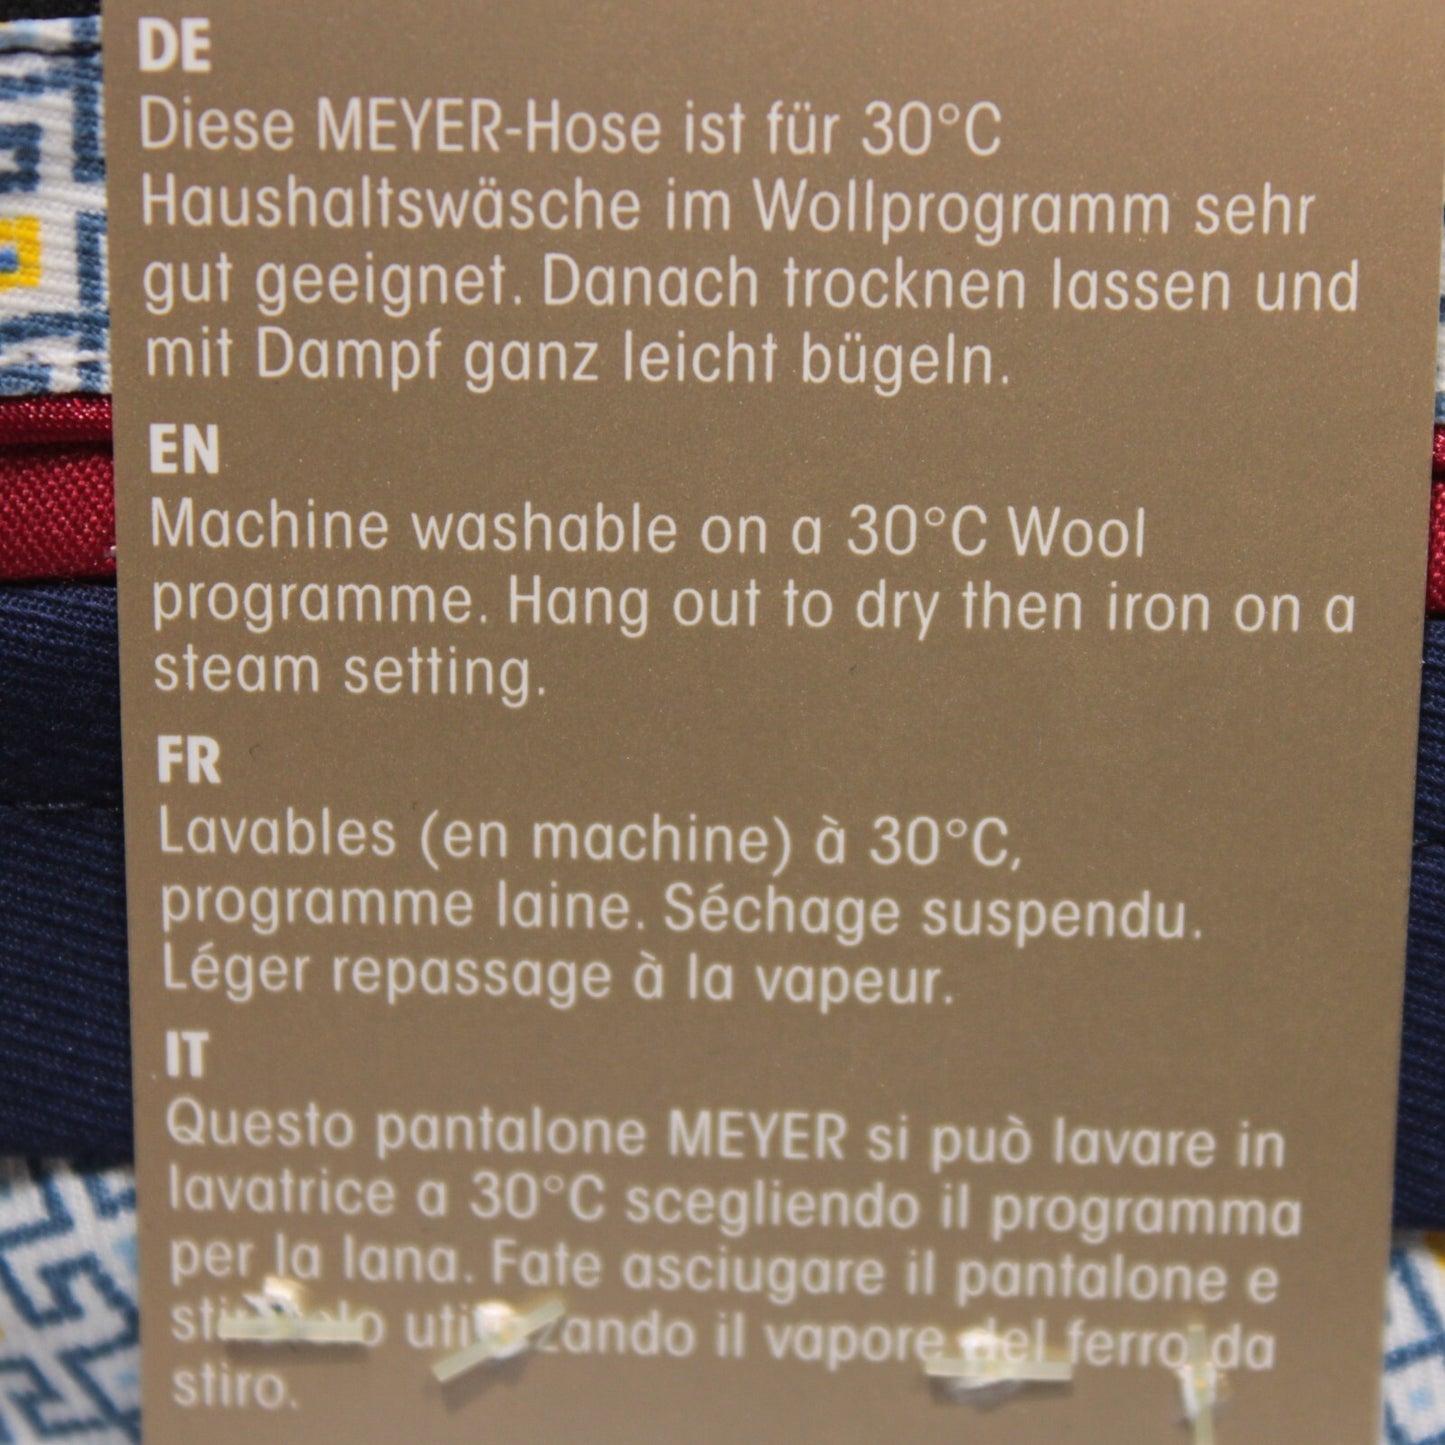 DE
Diese MEYER-Hose ist für 30°C
Haushaltswäsche im Wollprogramm sehr
gut geeignet. Danach trocknen lassen und
mit Dampf ganz leicht bügeln.
EN
Machine washable on a 30°C Wool
programme. Hang out to dry then iron on a
steam setting.
FR
Lavables (en machine) à 30°C,
programme laine. Séchage suspendu.
Léger repassage à la vapeur.
IT
Questo pantalone MEYER si può lavare in
lavatrice a 30°C scegliendo il programma
per la lana. Fate asciugare il pantalone e
utilizzando il vapore del ferro da
stiro.